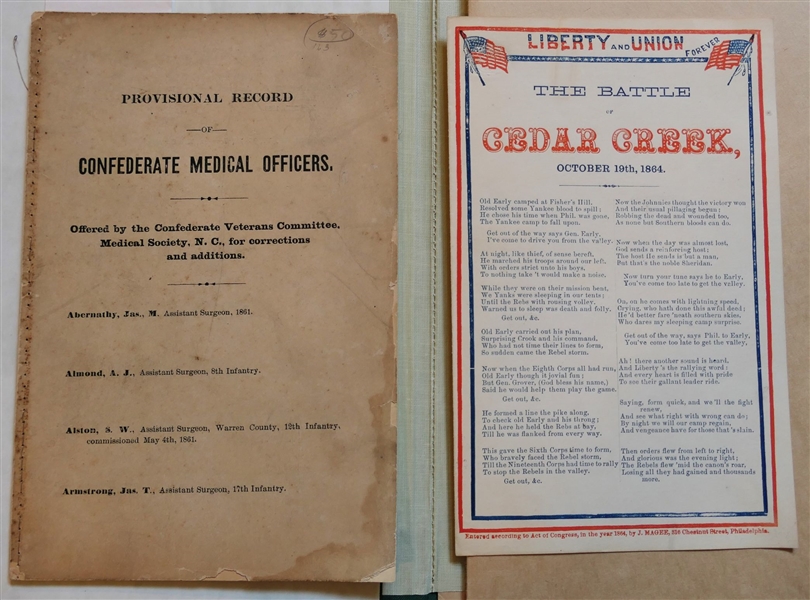 $50
PROVISIONAL RECORD
—OF—
CONFEDERATE MEDICAL OFFICERS.
Offered by the Confederate Veterans Committee,
Medical Society, N. C., for corrections
and additions.
Abernathy, Jas., M. Assistant Surgeon, 1861.
Almond, A. J., Assistant Surgeon, 8th Infantry.
Alston, S. W., Assistant Surgeon, Warren County, 12th Infantry,
commissioned May 4th, 1861.
Armstrong, Jas. T., Assistant Surgeon, 17th Infantry.
LIBERTY AND UNION FOREVER
THE BATTLE
OF
CEDAR CREEK,
OCTOBER 19th, 1864.
Old Early camped at Fisher's Hill,
Resolved some Yankee blood to spill;
He chose his time when Phil. was gone,
The Yankee camp to fall upon.
Get out of the way says Gen. Early,
I've come to drive you from the valley.
At night, like thief, of sense bereft,
He marched his troops around our left,
With orders strict unto his boys,
To nothing take 'twould make a noise.
While they were on their mission bent,
We Yanks were sleeping in our tents;
Until the Rebs with rousing volley,
Warned us to sleep was death and folly.
Get out, &c.
Old Early carried out his plan,
Surprising Crook and his command,
Who had not time their lines to form,
So sudden came the Rebel storm.
Now when the Eighth Corps all had run,
Old Early though it jovial fun;
But Gen. Grover, (God bless his name,)
Said he would help them play the game.
Get out, &c.
He formed a line the pike along,
To check old Early and his throng;
And here he held the Rebs at bay,
Till he was flanked from every way.
This gave the Sixth Corps time to form,
Who bravely faced the Rebel storm,
Till the Nineteenth Corps had time to rally
To stop the Rebels in the valley.
Get out, &c.
Now the Johnnies thought the victory won
And their usual pillaging began;
Robbing the dead and wounded too,
As none but Southern bloods can do.
Now when the day was almost lost,
God sends a reinforcing host;
The host He sends is but a man,
But that's the noble Sheridan.
Now turn your tune says he to Early,
You've come too late to get the valley.
On, on he comes with lightning speed,
Crying, who hath done this awful deed;
He'd better fare 'neath southern skies,
Who dares my sleeping camp surprise.
Get out of the way, says Phil. to Early,
You've come too late to get the valley,
Ah! there another sound is heard,
And Liberty's the rallying word;
And every heart is filled with pride
To see their gallant leader ride.
Saying, form quick, and we'll the fight
renew,
And see what right with wrong can do;
By night we will our camp regain,
And vengeance have for those that's slain.
Then orders flew from left to right,
And glorious was the evening light;
The Rebels flew 'mid the canon's roar,
Losing all they had gained and thousands
more.
Entered according to Act of Congress, in the year 1864, by J. MAGEE, 316 Chestnut Street, Philadelphia.